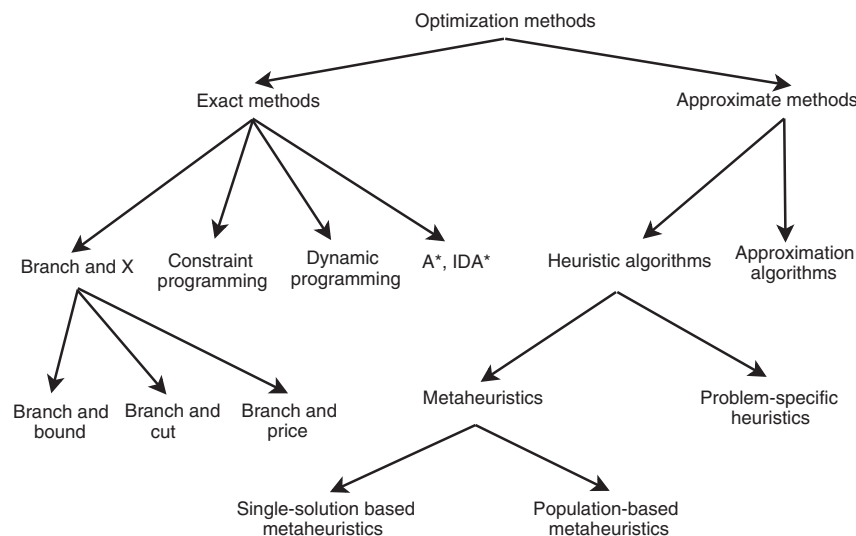 Optimization methods
Exact methods
Approximate methods
Branch and X
Constraint
programming
Dynamic
programming
A*, IDA*
Heuristic algorithms
Approximation
algorithms
Branch and
bound
Branch and
cut
Branch and
price
Metaheuristics
Problem-specific
heuristics
Single-solution based
metaheuristics
Population-based
metaheuristics